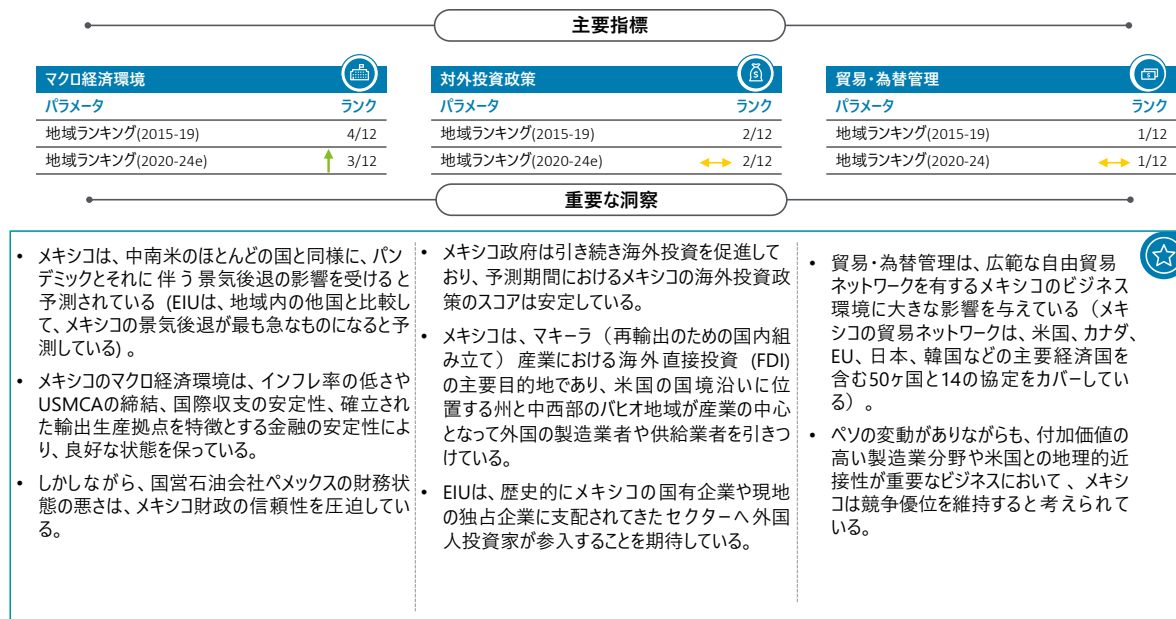 主要指標
マクロ経済環境
パラメータ ランク
地域ランキング(2015-19) 4/12
地域ランキング(2020-24e) 3/12
対外投資政策
パラメータ ランク
地域ランキング(2015-19) 2/12
地域ランキング(2020-24e) 2/12
貿易・為替管理
パラメータ ランク
地域ランキング(2015-19) 1/12
地域ランキング(2020-24) 1/12
重要な洞察
• メキシコは、中南米のほとんどの国と同様に、パン
デミックとそれに 伴 う 景気後退の影響を受けると
予測されている (EIUは、地域内の他国と比較し
て、メキシコの景気後退が最も急なものになると予
測している) 。
• メキシコのマクロ経済環境は、インフレ率の低さや
USMCAの締結、国際収支の安定性、確立され
た輸出生産拠点を特徴とする金融の安定性によ
り、良好な状態を保っている。
• しかしながら、国営石油会社ペメックスの財務状
態の悪さは、メキシコ財政の信頼性を圧迫してい
る。
• メキシコ政府は引き続き海外投資を促進して
おり、予測期間におけるメキシコの海外投資政
策のスコアは安定している。
• メキシコは、マキーラ（再輸出のための国内組
み立て）産業における海外直接投資 (FDI)
の主要目的地であり、米国の国境沿いに位
置する州と中西部のバヒオ地域が産業の中心
となって外国の製造業者や供給業者を引きつ
けている。
• EIUは、歴史的にメキシコの国有企業や現地
の独占企業に支配されてきたセクターへ外国
人投資家が参入することを期待している。
• 貿易・為替管理は、広範な自由貿易
ネットワークを有するメキシコのビジネス
環境に大きな影響を与えている（メキ
シコの貿易ネットワークは、米国、カナダ、
EU、日本、韓国などの主要経済国を
含む50ヶ国と14の協定をカバーしてい
る）。
• ペソの変動がありながらも、付加価値の
高い製造業分野や米国との地理的近
接性が重要なビジネスにおいて 、メキシ
コは競争優位を維持すると考えられて
いる。